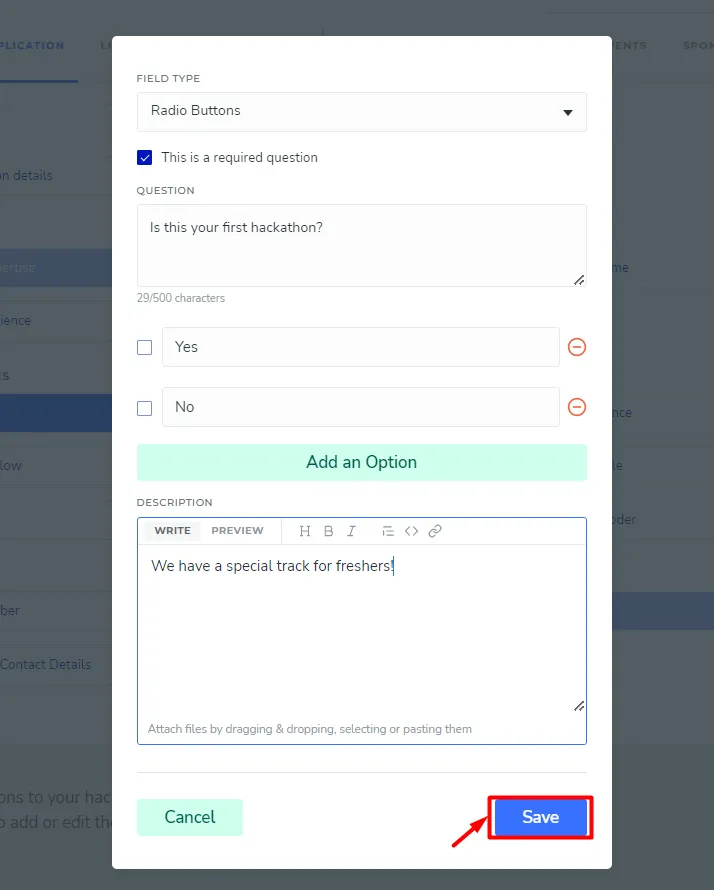 PLICATION
ENTS
SPON
FIELD TYPE
Radio Buttons
This is a required question
n details
QUESTION
Is this your first hackathon?
pertise
me
29/500 characters
ience
Yes
S
No
nce
Add an Option
low
le
DESCRIPTION
WRITE PREVIEW H B I
oder
We have a special track for freshers!
ber
Contact Details
Attach files by dragging & dropping, selecting or pasting them
ons to your hac
o add or edit the
Cancel
Save